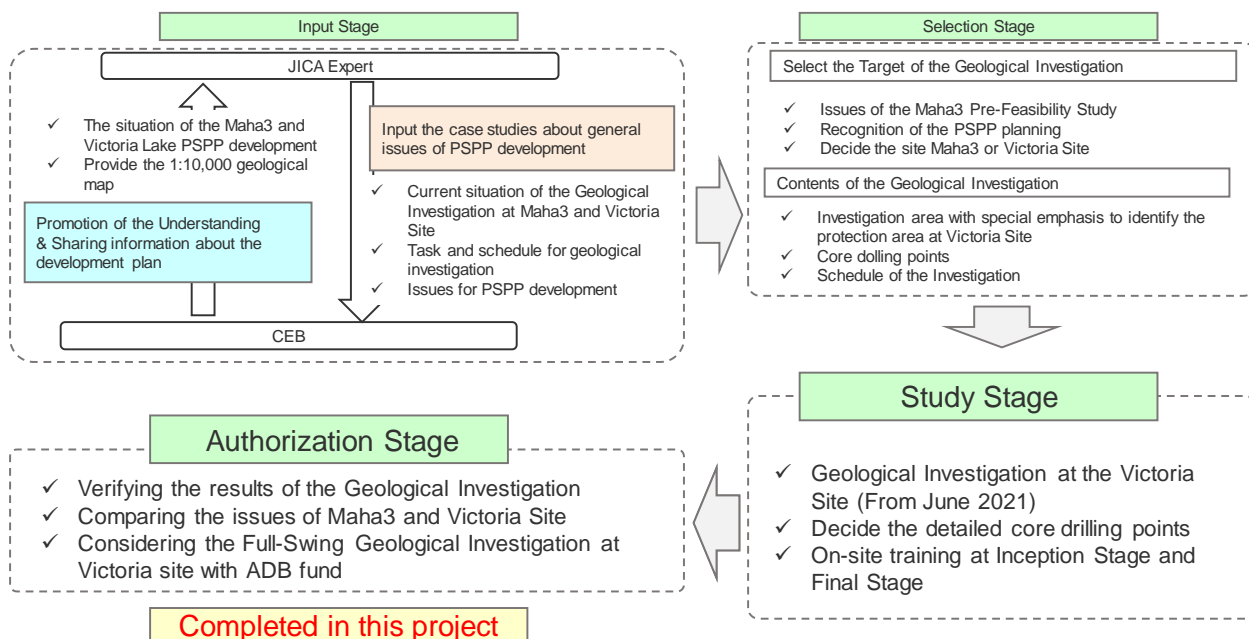 Input Stage
JICA Expert
✓ The situation of the Maha3 and
Victoria Lake PSPP development
✓ Provide the 1:10,000 geological
map
Promotion of the Understanding
& Sharing information about the
development plan
Input the case studies about general
issues of PSPP development
✓ Current situation of the Geological
Investigation at Maha3 and Victoria
Site
✓ Task and schedule for geological
investigation
✓ Issues for PSPP development
CEB
Selection Stage
Select the Target of the Geological Investigation
✓ Issues of the Maha3 Pre-Feasibility Study
✓ Recognition of the PSPP planning
✓ Decide the site Maha3 or Victoria Site
Contents of the Geological Investigation
✓ Investigation area with special emphasis to identify the
protection area at Victoria Site
✓ Core dolling points
✓ Schedule of the Investigation
Study Stage
✓ Geological Investigation at the Victoria
Site (From June 2021)
✓ Decide the detailed core drilling points
✓ On-site training at Inception Stage and
Final Stage
Authorization Stage
✓ Verifying the results of the Geological Investigation
✓ Comparing the issues of Maha3 and Victoria Site
✓ Considering the Full-Swing Geological Investigation at
Victoria site with ADB fund
Completed in this project